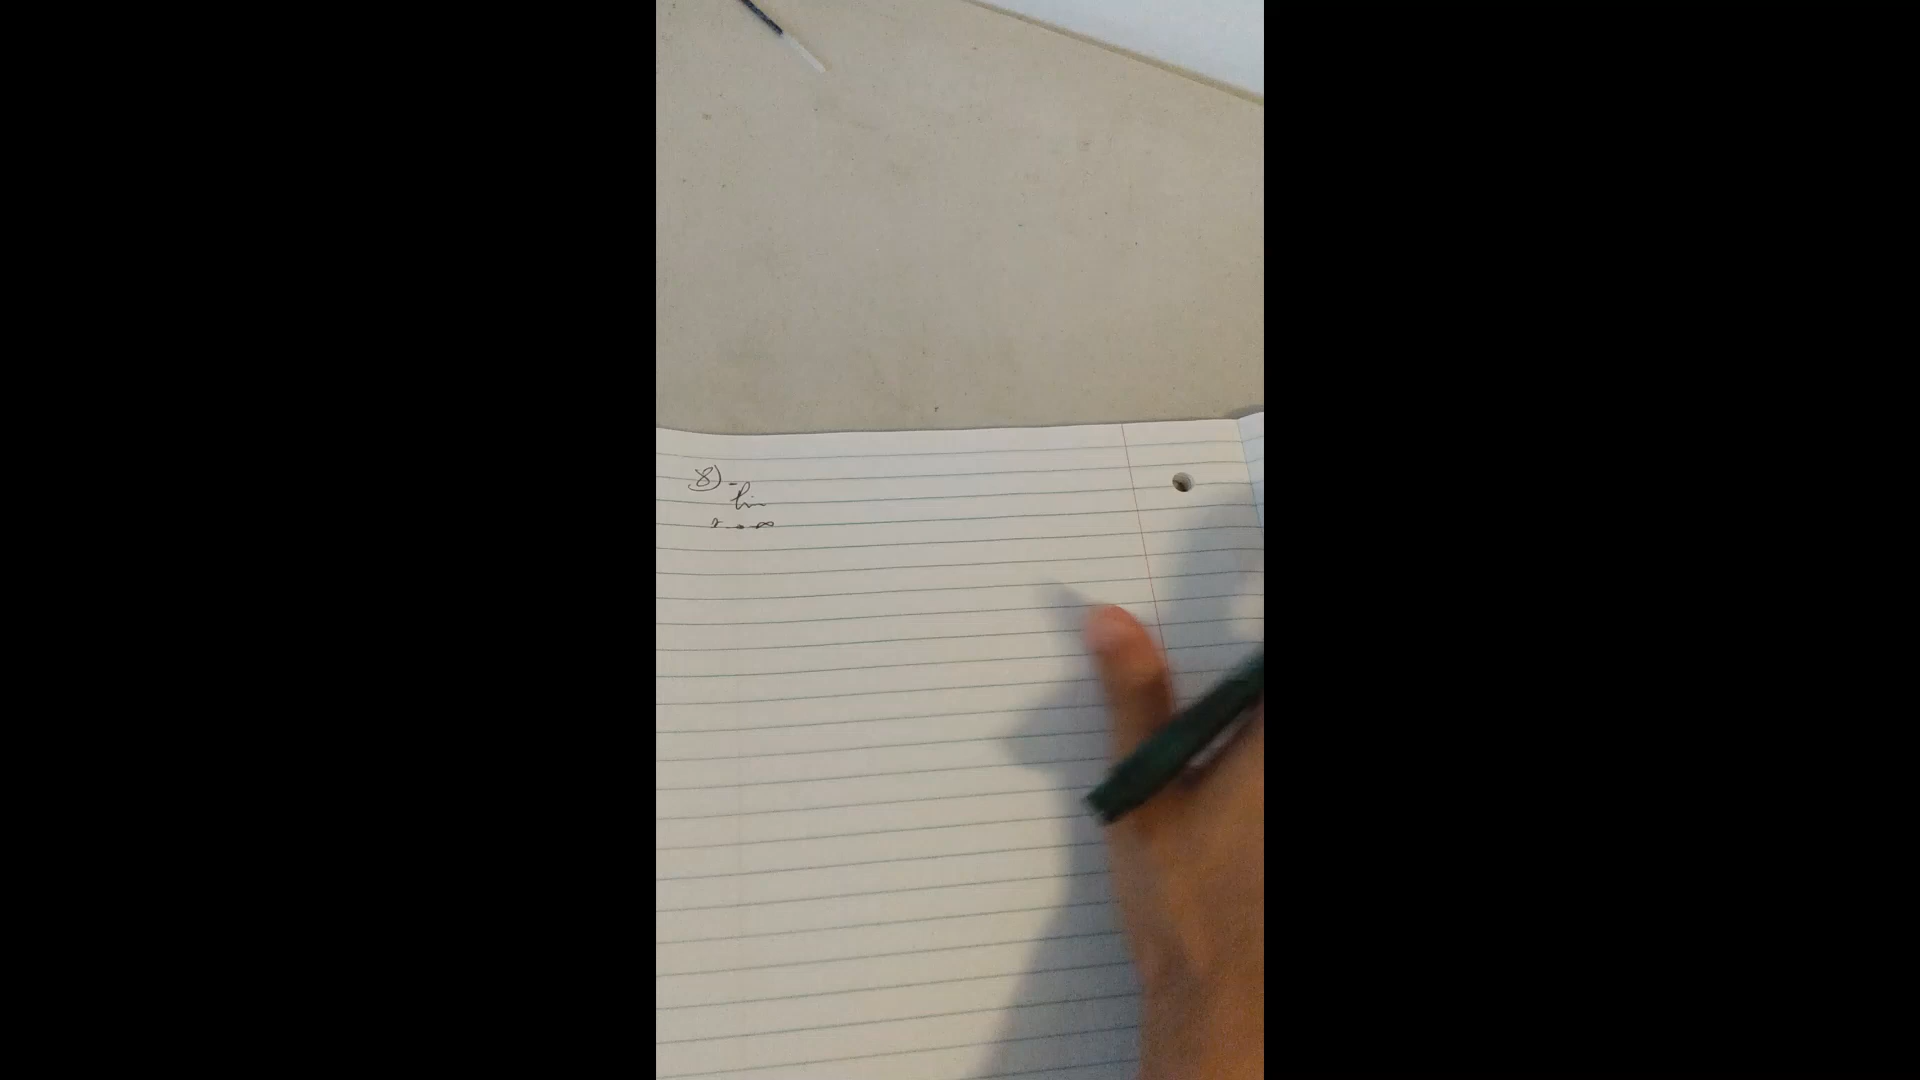 8) - lim
x → ∞